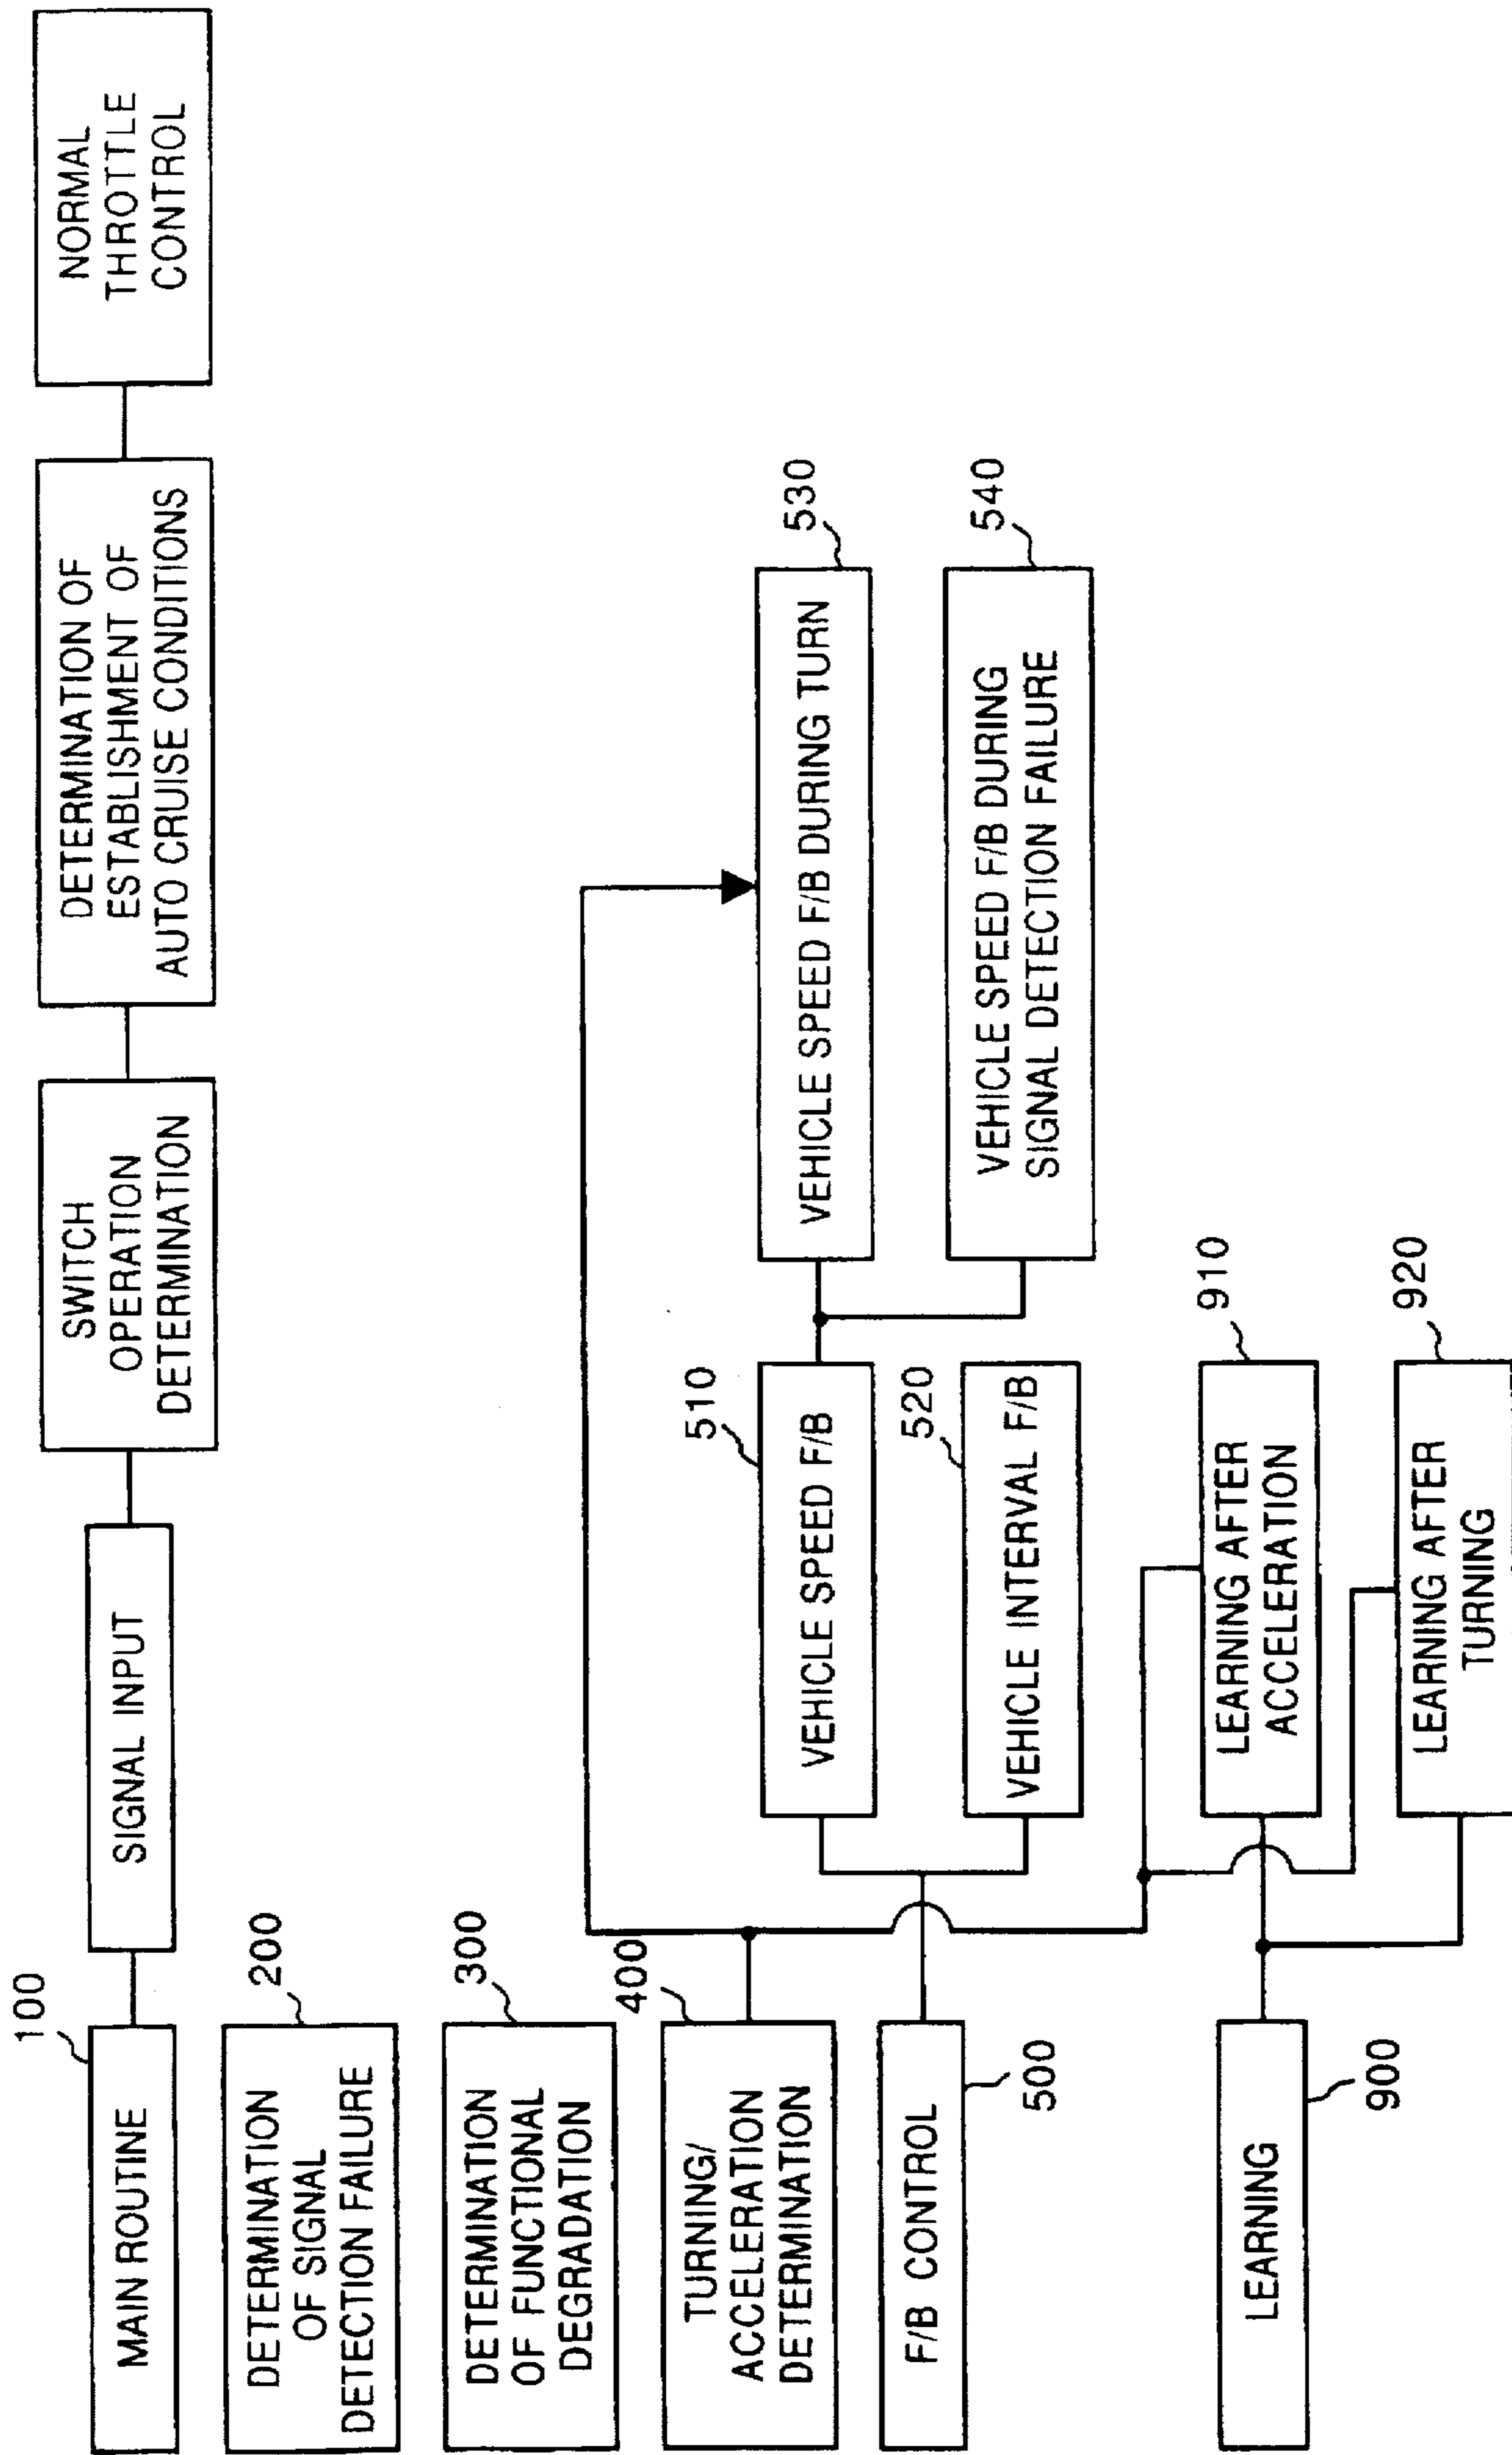 100
MAIN ROUTINE
SIGNAL INPUT
SWITCH
OPERATION
DETERMINATION
DETERMINATION OF
ESTABLISHMENT OF
AUTO CRUISE CONDITIONS
NORMAL
THROTTLE
CONTROL
200
DETERMINATION
OF SIGNAL
DETECTION FAILURE
300
DETERMINATION
OF FUNCTIONAL
DEGRADATION
400
TURNING/
ACCELERATION
DETERMINATION
F/B CONTROL
500
510
VEHICLE SPEED F/B
520
VEHICLE INTERVAL F/B
530
VEHICLE SPEED F/B DURING TURN
540
VEHICLE SPEED F/B DURING
SIGNAL DETECTION FAILURE
LEARNING
900
910
LEARNING AFTER
ACCELERATION
920
LEARNING AFTER
TURNING